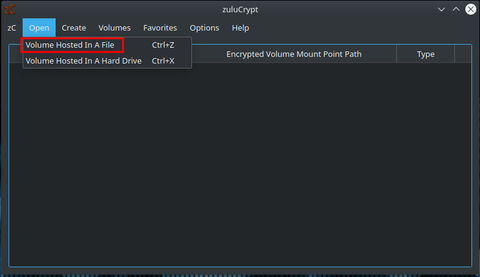 zuluCrypt
zC Open Create Volumes Favorites Options Help
Volume Hosted In A File Ctrl+Z
Volume Hosted In A Hard Drive Ctrl+X
Encrypted Volume Mount Point Path Type